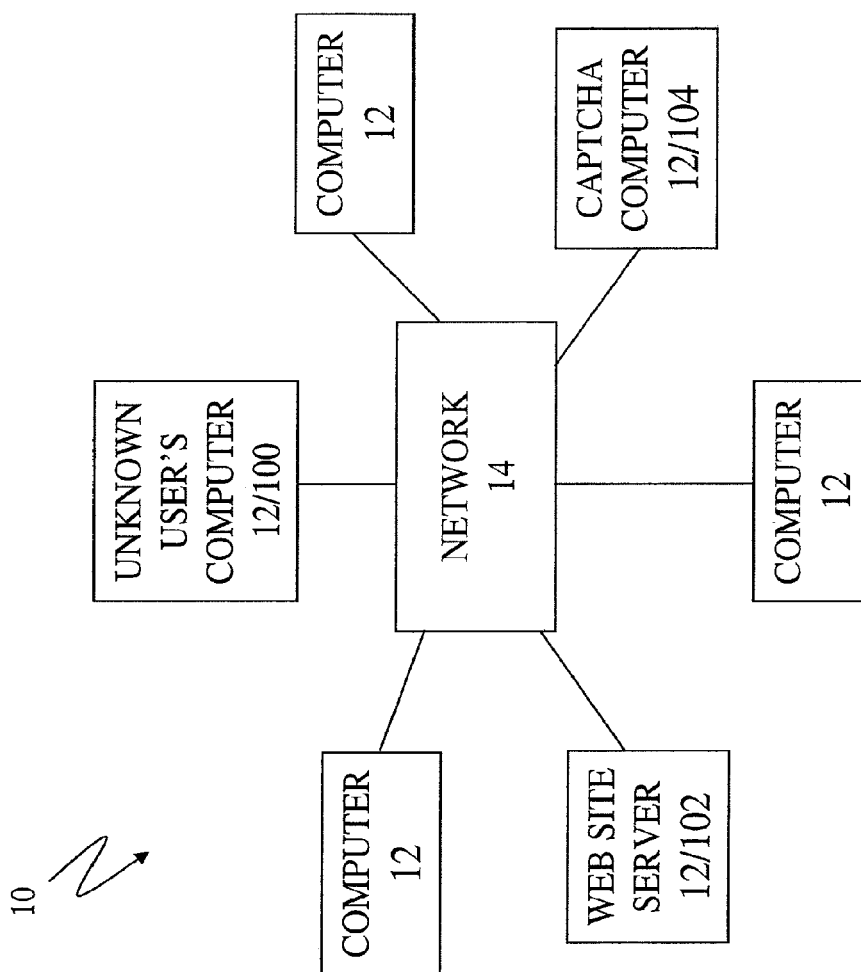 10
UNKNOWN
USER'S
COMPUTER
12/100
COMPUTER
12
COMPUTER
12
NETWORK
14
WEB SITE
SERVER
12/102
CAPTCHA
COMPUTER
12/104
COMPUTER
12